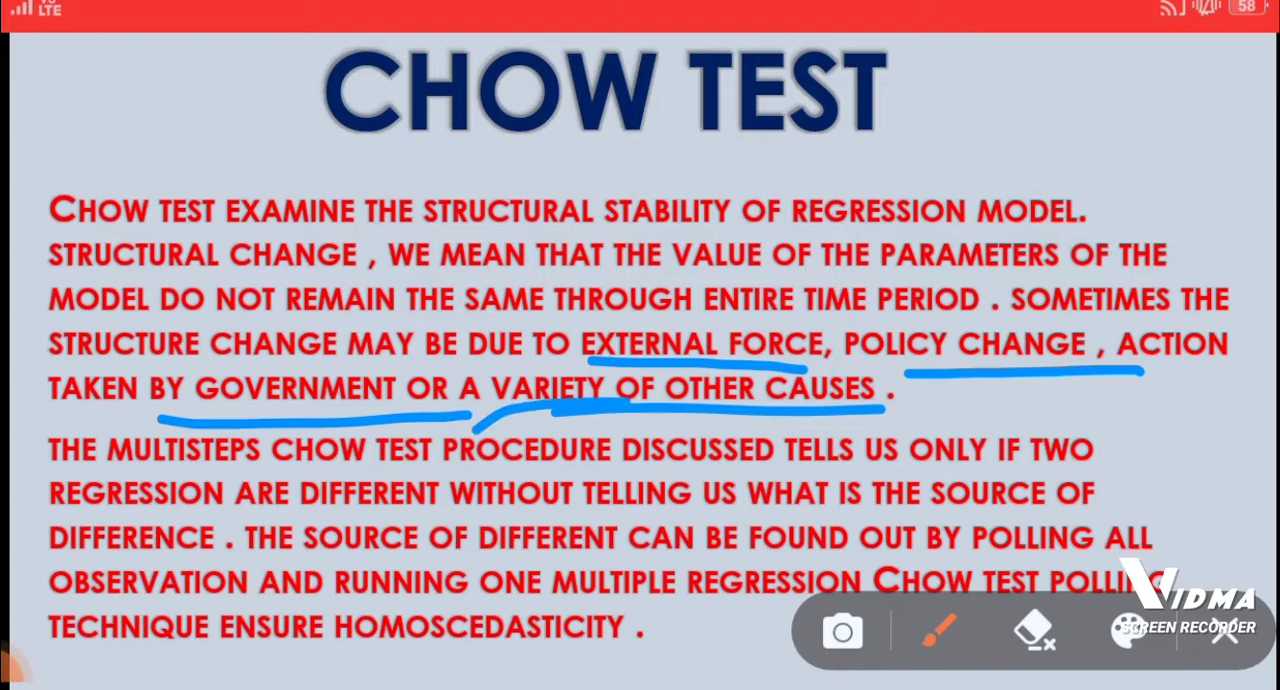 Vo
LTE
58
CHOW TEST
CHOW TEST EXAMINE THE STRUCTURAL STABILITY OF REGRESSION MODEL.
STRUCTURAL CHANGE , WE MEAN THAT THE VALUE OF THE PARAMETERS OF THE
MODEL DO NOT REMAIN THE SAME THROUGH ENTIRE TIME PERIOD . SOMETIMES THE
STRUCTURE CHANGE MAY BE DUE TO EXTERNAL FORCE, POLICY CHANGE , ACTION
TAKEN BY GOVERNMENT OR A VARIETY OF OTHER CAUSES .
THE MULTISTEPS CHOW TEST PROCEDURE DISCUSSED TELLS US ONLY IF TWO
REGRESSION ARE DIFFERENT WITHOUT TELLING US WHAT IS THE SOURCE OF
DIFFERENCE . THE SOURCE OF DIFFERENT CAN BE FOUND OUT BY POLLING ALL
OBSERVATION AND RUNNING ONE MULTIPLE REGRESSION CHOW TEST POLLING
TECHNIQUE ENSURE HOMOSCEDASTICITY .
VIDMA
SCREEN RECORDER